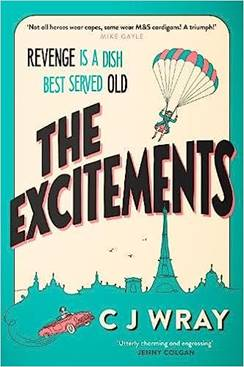 'Not all heroes wear capes, some wear M&S cardigans! A triumph!'
MIKE GAYLE
REVENGE IS A DISH
BEST SERVED OLD
THE
EXCITEMENTS
C J WRAY
'Utterly charming and engrossing'
JENNY COLGAN